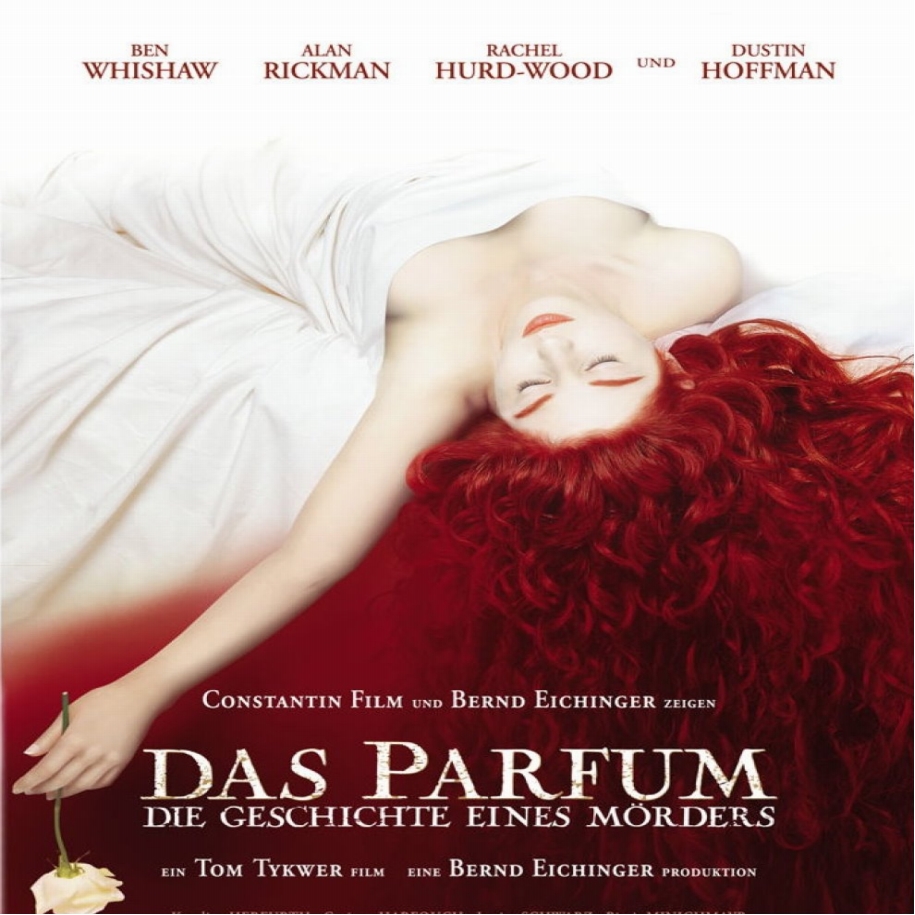 BEN WHISHAW ALAN RICKMAN RACHEL HURD-WOOD UND DUSTIN HOFFMAN
CONSTANTIN FILM UND BERND EICHINGER ZEIGEN
DAS PARFUM
DIE GESCHICHTE EINES MÖRDERS
EIN TOM TYKWER FILM EINE BERND EICHINGER PRODUKTION